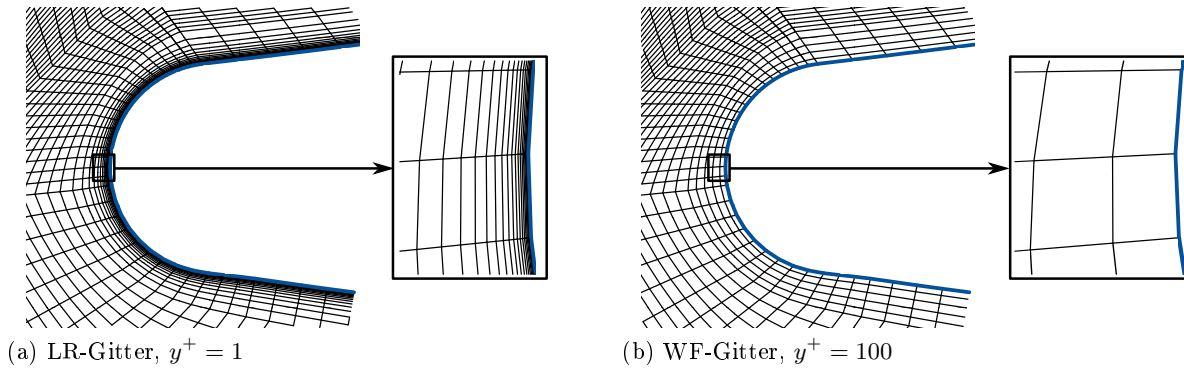 (a) LR-Gitter, y⁺ = 1
(b) WF-Gitter, y⁺ = 100